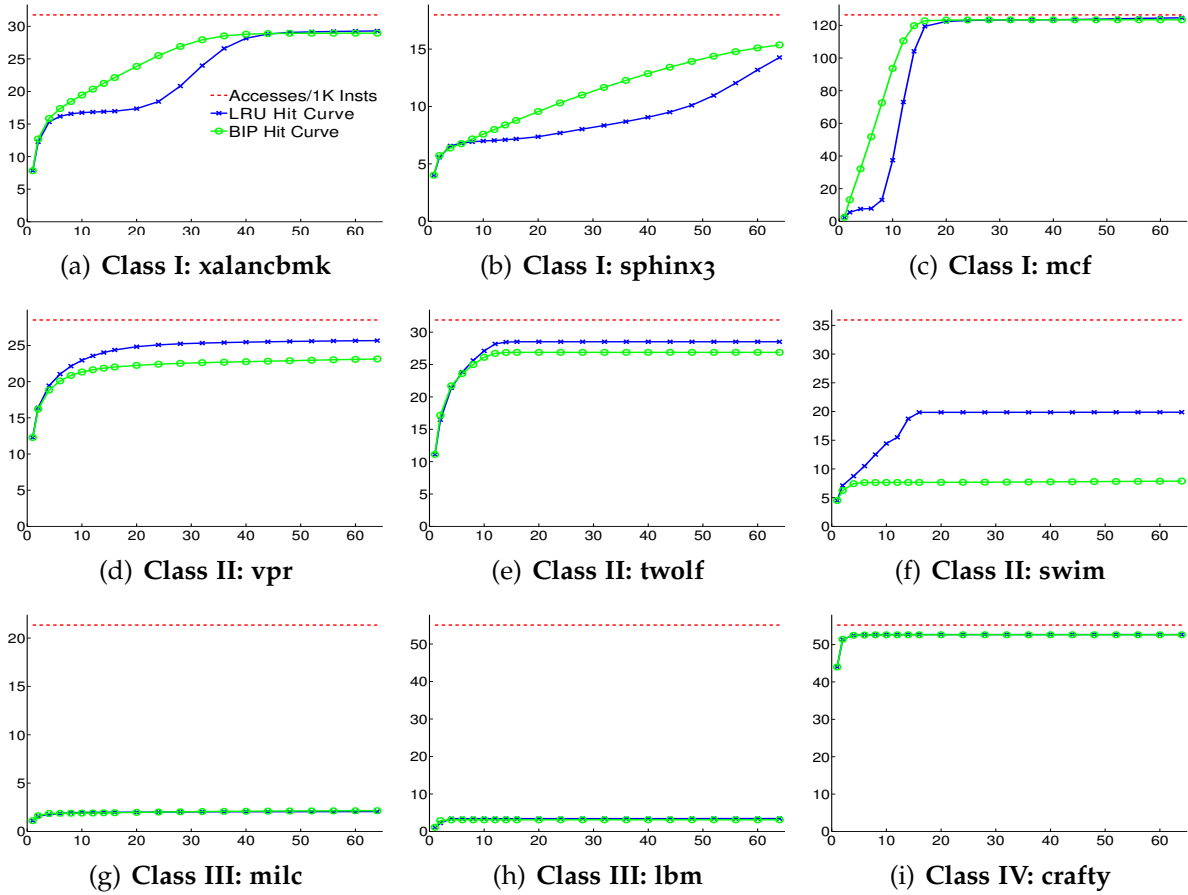 30
25
20
15
10
5
0
0 10 20 30 40 50 60
Accesses/1K Insts
LRU Hit Curve
BIP Hit Curve
(a) Class I: xalancbmk
15
10
5
0
0 10 20 30 40 50 60
(b) Class I: sphinx3
120
100
80
60
40
20
0
0 10 20 30 40 50 60
(c) Class I: mcf
25
20
15
10
5
0
0 10 20 30 40 50 60
(d) Class II: vpr
30
25
20
15
10
5
0
0 10 20 30 40 50 60
(e) Class II: twolf
35
30
25
20
15
10
5
0
0 10 20 30 40 50 60
(f) Class II: swim
20
15
10
5
0
0 10 20 30 40 50 60
(g) Class III: milc
50
40
30
20
10
0
0 10 20 30 40 50 60
(h) Class III: lbm
50
40
30
20
10
0
0 10 20 30 40 50 60
(i) Class IV: crafty